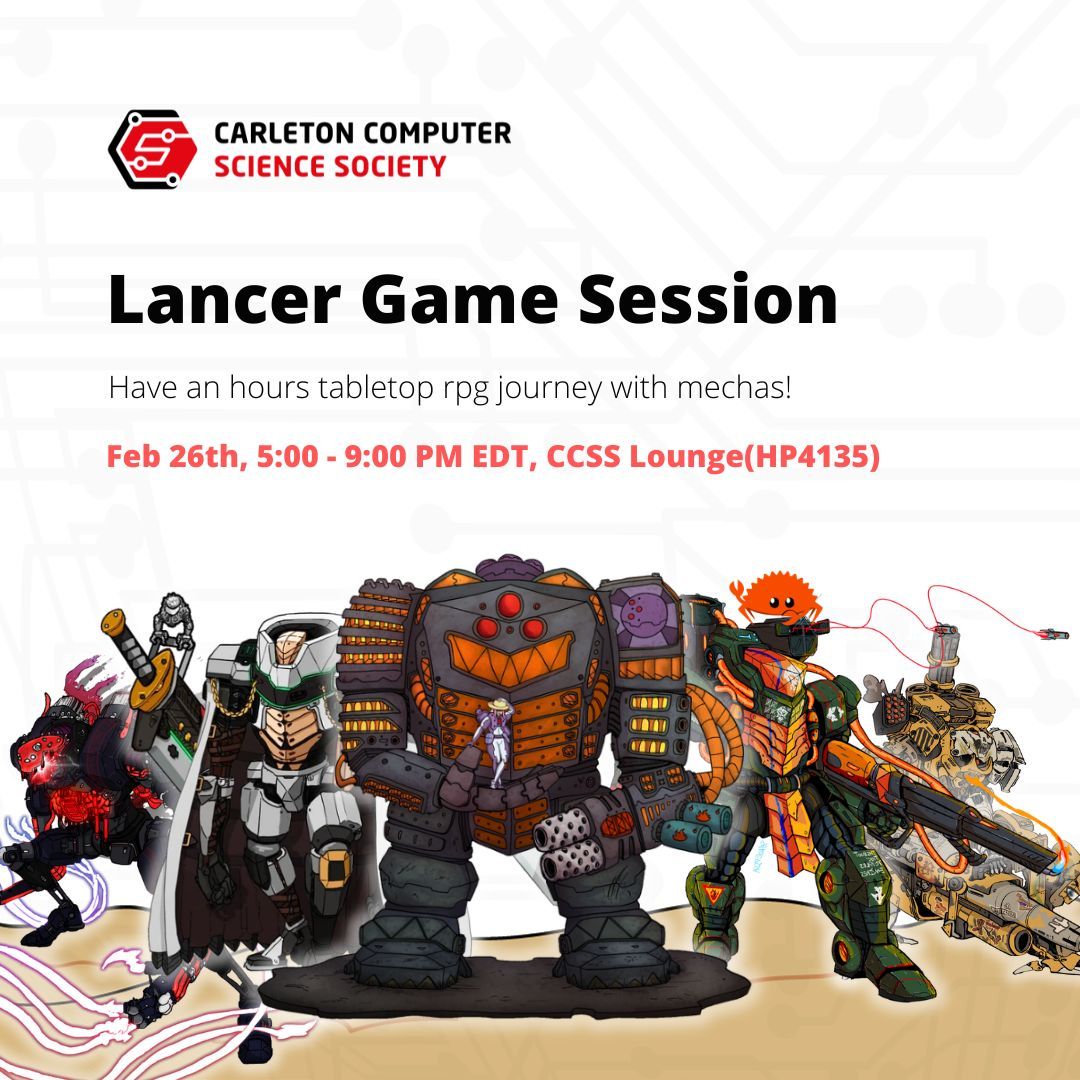 CARLETON COMPUTER
SCIENCE SOCIETY
Lancer Game Session
Have an hours tabletop rpg journey with mechas!
Feb 26th, 5:00 - 9:00 PM EDT, CCSS Lounge(HP4135)